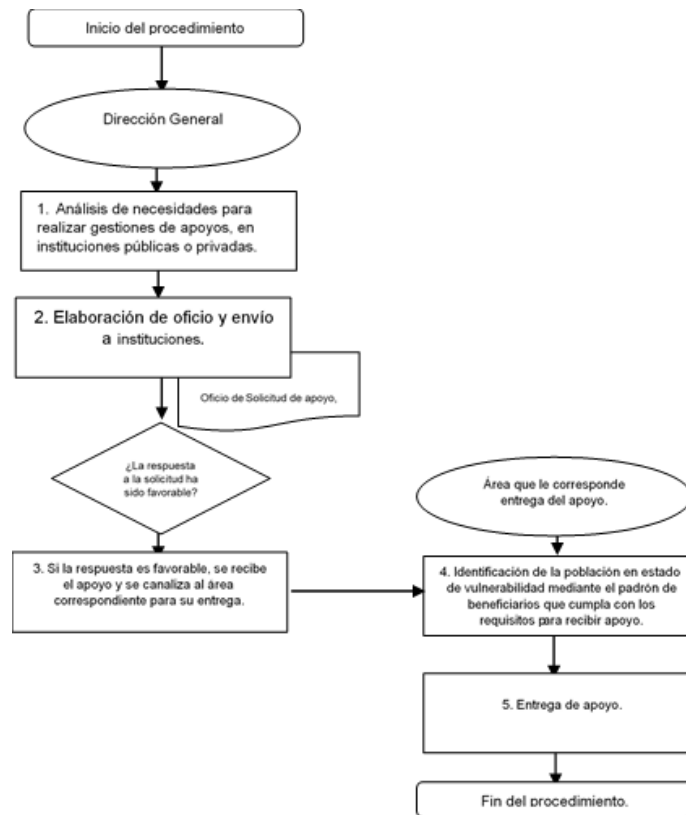 Inicio del procedimiento
Dirección General
1. Análisis de necesidades para
realizar gestiones de apoyos, en
instituciones públicas o privadas.
2. Elaboración de oficio y envío
a instituciones.
Oficio de Solicitud de apoyo,
¿La respuesta
a la solicitud ha
sido favorable?
3. Si la respuesta es favorable, se recibe
el apoyo y se canaliza al área
correspondiente para su entrega.
Área que le corresponde
entrega del apoyo.
4. Identificación de la población en estado
de vulnerabilidad mediante el padrón de
beneficiarios que cumpla con los
requisitos para recibir apoyo.
5. Entrega de apoyo.
Fin del procedimiento.